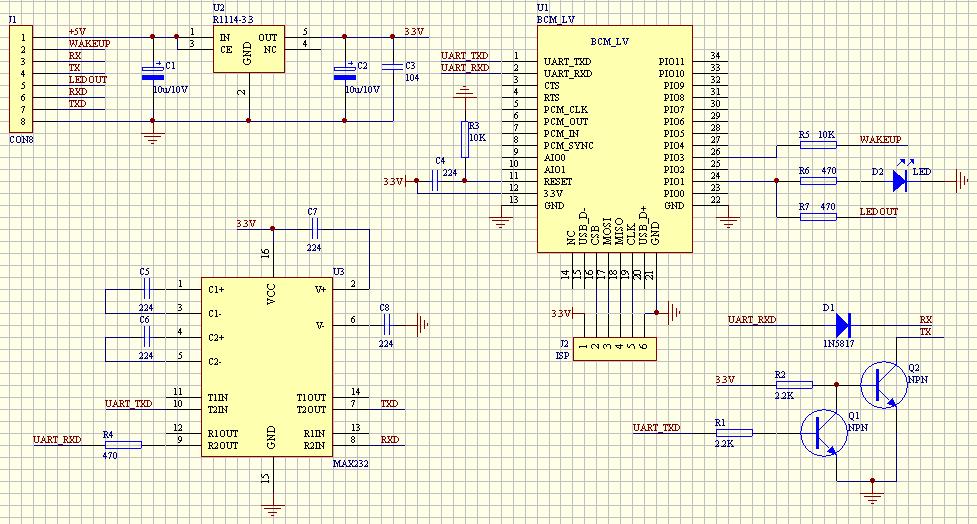 J1
1 +5V
2 WAKEUP
3 RX
4 TX
5 LEDOUT
6 RXD
7 TXD
8
CON8
U2
R1114-3.3
1 IN OUT 5
3 CE NC 4
GND
2
3.3V
C1
10u/10V
C2
10u/10V
C3
104
U1
BCM_LV
BCM_LV
UART_TXD 1 UART_TXD PIO11 34
UART_RXD 2 UART_RXD PIO10 33
3 CTS PIO9 32
4 RTS PIO8 31
5 PCM_CLK PIO7 30
6 PCM_OUT PIO6 29
7 PCM_IN PIO5 28
8 PCM_SYNC PIO4 27
9 AIO0 PIO3 26
10 AIO1 PIO2 25
11 RESET PIO1 24
12 3.3V PIO0 23
13 GND GND 22
NC USB_D- CSB MOSI MISO CLK USB_D+ GND
14 15 16 17 18 19 20 21
R3
10K
C4
224
3.3V
R5 10K WAKEUP
R6 470 D2 LED
R7 470 LEDOUT
3.3V
J2
ISP
1 2 3 4 5 6
3.3V
C7
224
16
U3
C5
224
C6
224
1 C1+ VCC V+ 2
3 C1-
4 C2+ V- 6
5 C2-
C8
224
11 T1IN T1OUT 14
UART_TXD 10 T2IN T2OUT 7 TXD
12 R1OUT R1IN 13
UART_RXD R4 9 R2OUT R2IN 8 RXD
470
GND
MAX232
15
UART_RXD D1 RX
1N5817
TX
Q2
NPN
3.3V R2
2.2K
Q1
NPN
UART_TXD R1
2.2K